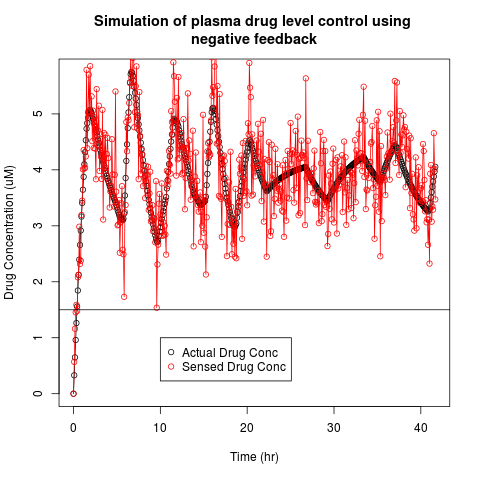 Simulation of plasma drug level control using
negative feedback
Drug Concentration (uM)
5
4
3
2
1
0
Actual Drug Conc
Sensed Drug Conc
0 10 20 30 40
Time (hr)